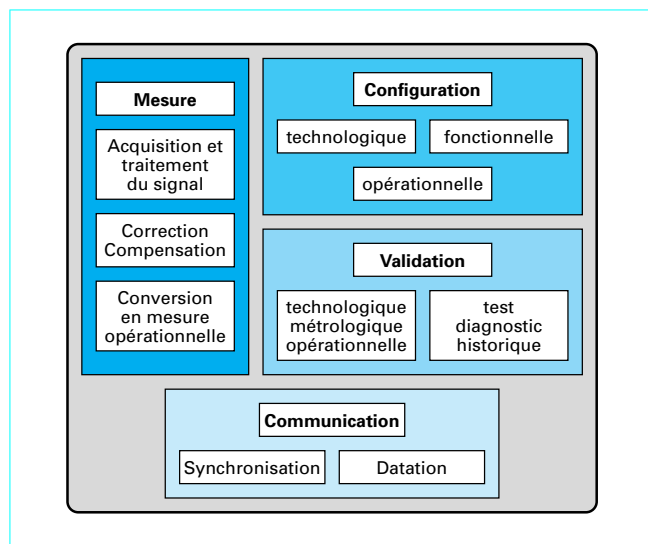 Mesure
Acquisition et
traitement
du signal
Correction
Compensation
Conversion
en mesure
opérationnelle
Configuration
technologique
fonctionnelle
opérationnelle
Validation
technologique
métrologique
opérationnelle
test
diagnostic
historique
Communication
Synchronisation
Datation